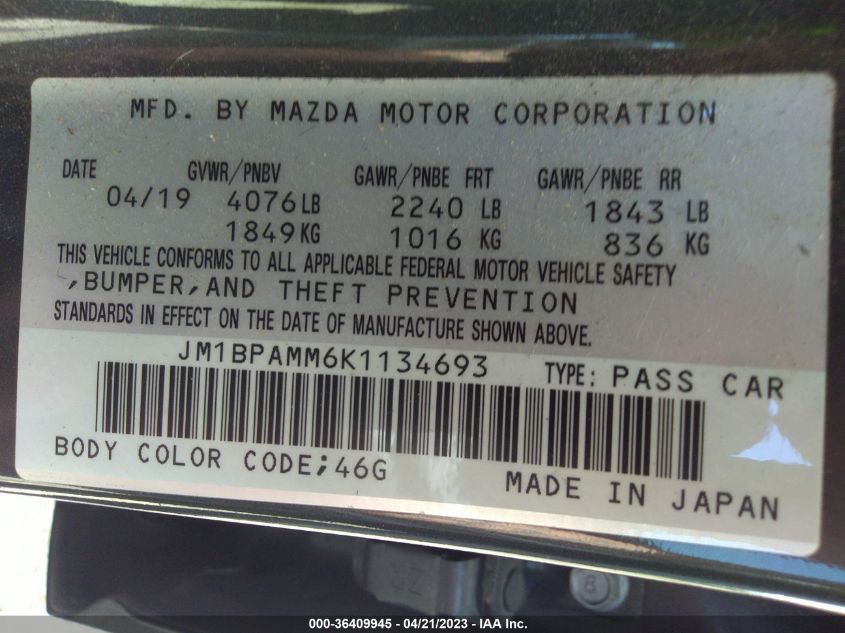 MFD. BY MAZDA MOTOR CORPORATION
DATE GVWR/PNBV GAWR/PNBE FRT GAWR/PNBE RR
04/19 4076LB 2240 LB 1843 LB
1849KG 1016 KG 836 KG
THIS VEHICLE CONFORMS TO ALL APPLICABLE FEDERAL MOTOR VEHICLE SAFETY
,BUMPER,AND THEFT PREVENTION
STANDARDS IN EFFECT ON THE DATE OF MANUFACTURE SHOWN ABOVE.
JM1BPAMM6K1134693 TYPE: PASS CAR
BODY COLOR CODE;46G MADE IN JAPAN
8
000-36409945 - 04/21/2023 - IAA Inc.